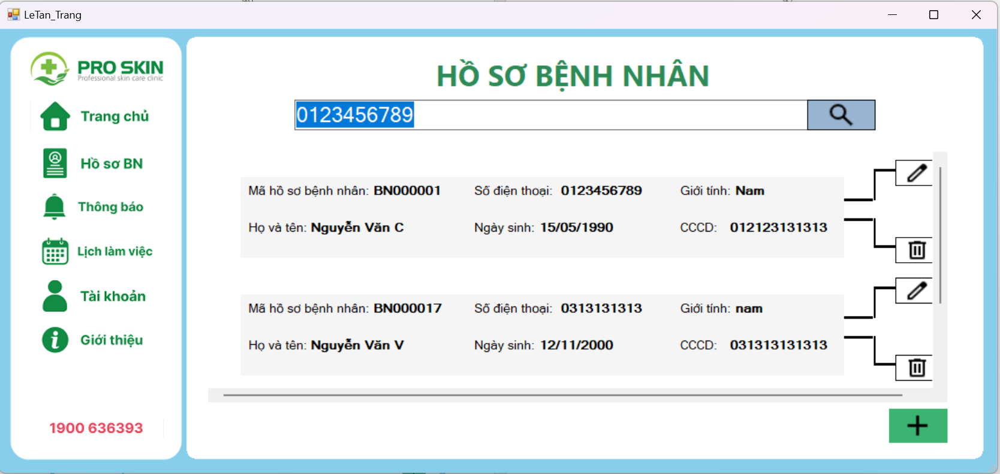 LeTan_Trang
PRO SKIN
Professional skin care clinic
Trang chủ
Hồ sơ BN
Thông báo
Lịch làm việc
Tài khoản
Giới thiệu
1900 636393
HỒ SƠ BỆNH NHÂN
0123456789
Mã hồ sơ bệnh nhân: BN000001 Số điện thoại: 0123456789 Giới tính: Nam
Họ và tên: Nguyễn Văn C Ngày sinh: 15/05/1990 CCCD: 012123131313
Mã hồ sơ bệnh nhân: BN000017 Số điện thoại: 0313131313 Giới tính: nam
Họ và tên: Nguyễn Văn V Ngày sinh: 12/11/2000 CCCD: 031313131313